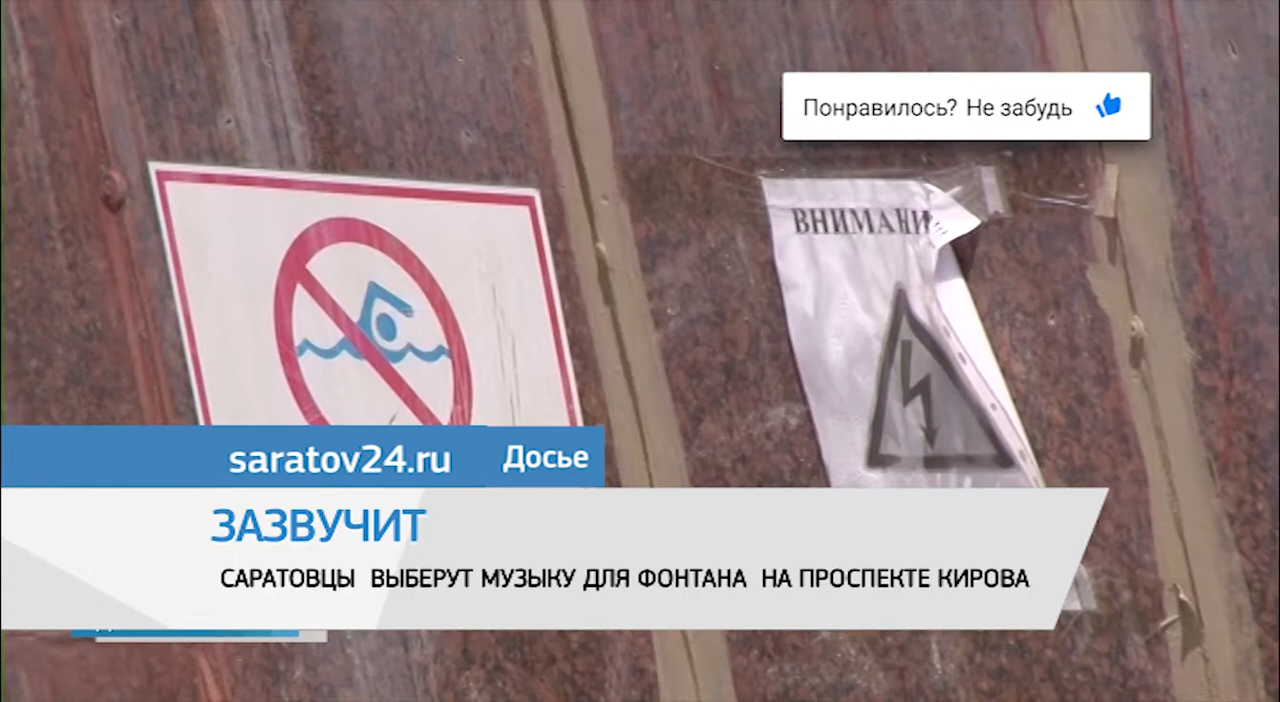 Понравилось? Не забудь
ВНИМАНИ
saratov24.ru
Досье
ЗАЗВУЧИТ
САРАТОВЦЫ ВЫБЕРУТ МУЗЫКУ ДЛЯ ФОНТАНА НА ПРОСПЕКТЕ КИРОВА